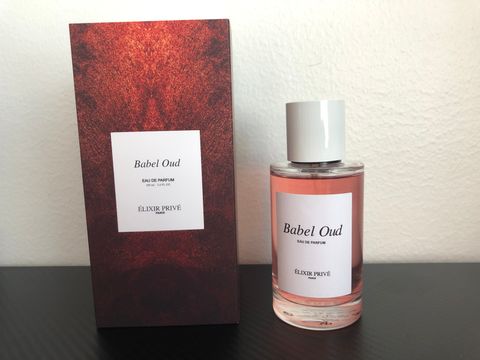 Babel Oud
EAU DE PARFUM
ÉLIXIR PRIVÉ
PARIS
Babel Oud
EAU DE PARFUM
ÉLIXIR PRIVÉ
PARIS